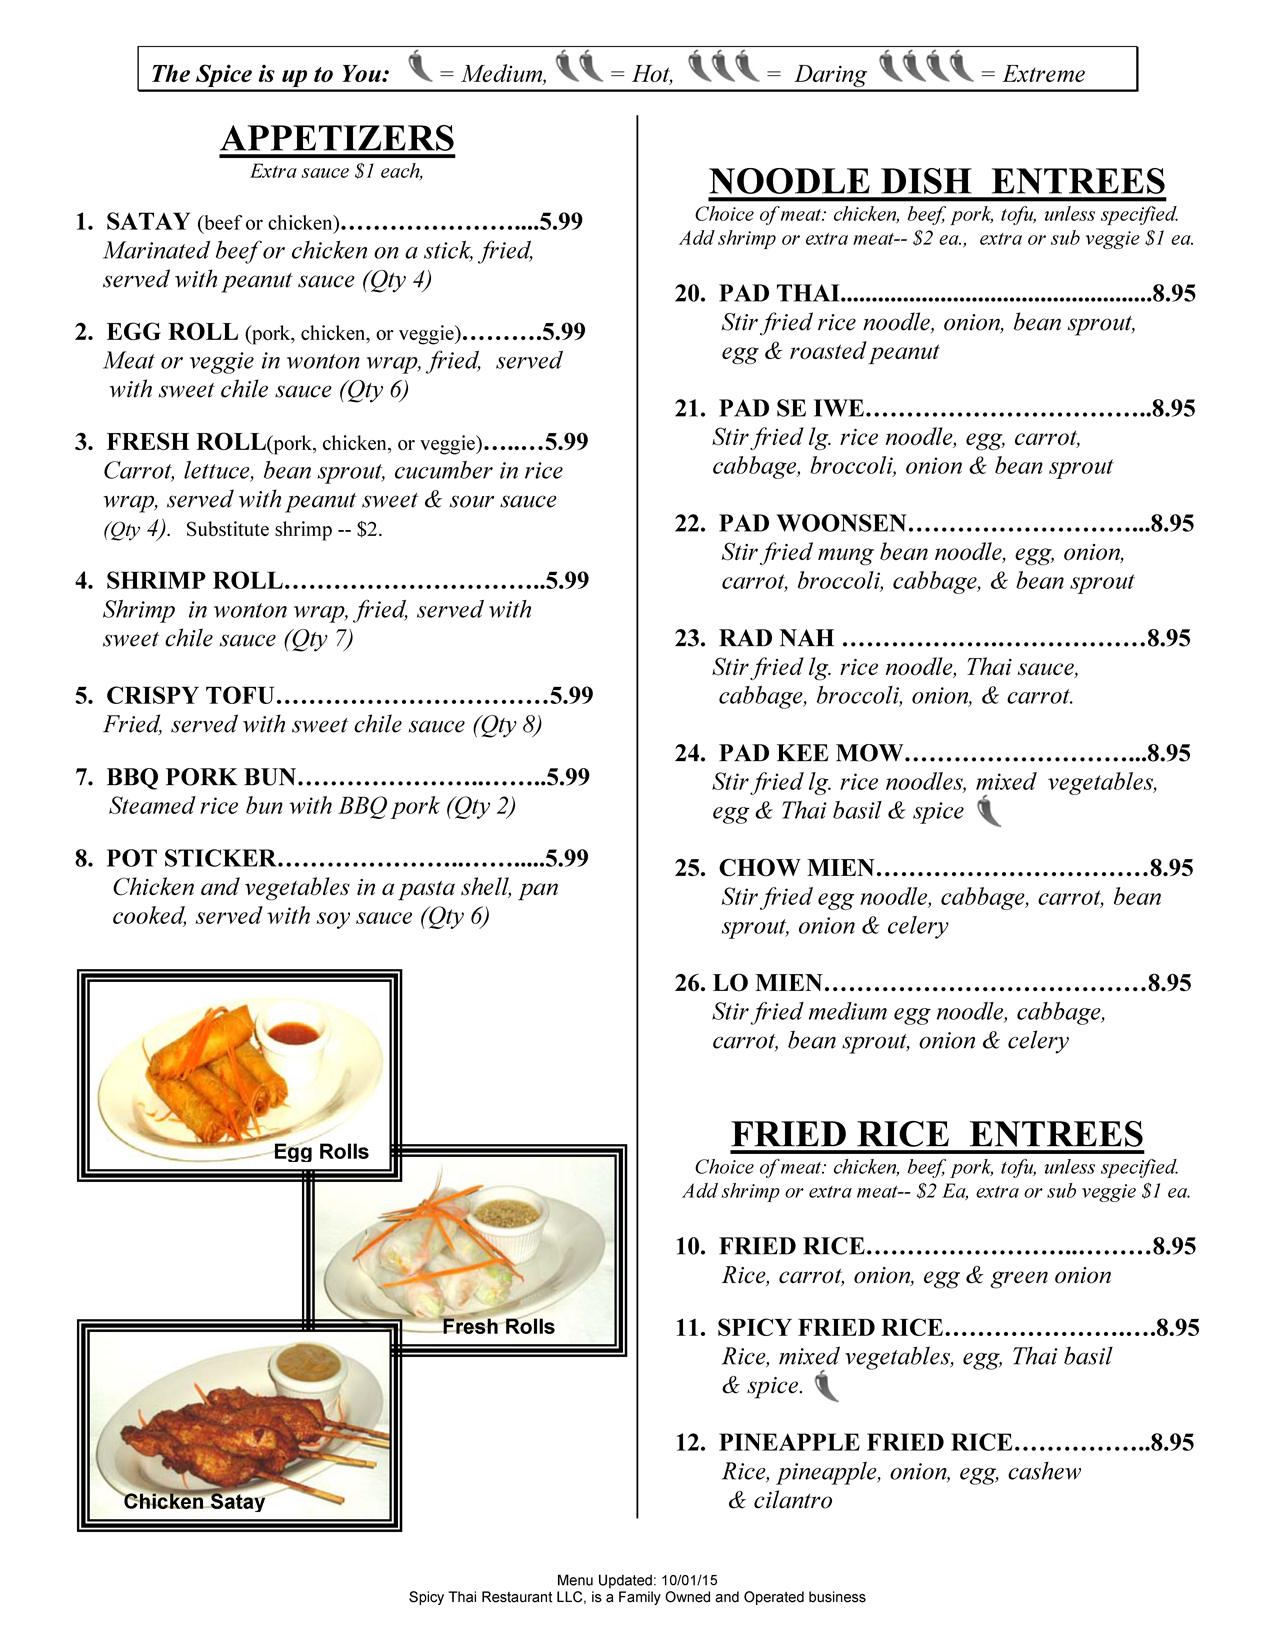 The Spice is up to You: = Medium, = Hot, = Daring = Extreme
APPETIZERS
Extra sauce $1 each,
1. SATAY (beef or chicken)…………………....5.99
Marinated beef or chicken on a stick, fried,
served with peanut sauce (Qty 4)
2. EGG ROLL (pork, chicken, or veggie)……….5.99
Meat or veggie in wonton wrap, fried, served
with sweet chile sauce (Qty 6)
3. FRESH ROLL(pork, chicken, or veggie)…..…5.99
Carrot, lettuce, bean sprout, cucumber in rice
wrap, served with peanut sweet & sour sauce
(Qty 4). Substitute shrimp -- $2.
4. SHRIMP ROLL…………………………..5.99
Shrimp in wonton wrap, fried, served with
sweet chile sauce (Qty 7)
5. CRISPY TOFU……………………………5.99
Fried, served with sweet chile sauce (Qty 8)
7. BBQ PORK BUN…………………..……..5.99
Steamed rice bun with BBQ pork (Qty 2)
8. POT STICKER…………………..…….....5.99
Chicken and vegetables in a pasta shell, pan
cooked, served with soy sauce (Qty 6)
Egg Rolls
Fresh Rolls
Chicken Satay
NOODLE DISH ENTREES
Choice of meat: chicken, beef, pork, tofu, unless specified.
Add shrimp or extra meat-- $2 ea., extra or sub veggie $1 ea.
20. PAD THAI..................................................8.95
Stir fried rice noodle, onion, bean sprout,
egg & roasted peanut
21. PAD SE IWE……………………………..8.95
Stir fried lg. rice noodle, egg, carrot,
cabbage, broccoli, onion & bean sprout
22. PAD WOONSEN………………………...8.95
Stir fried mung bean noodle, egg, onion,
carrot, broccoli, cabbage, & bean sprout
23. RAD NAH ……………….………………8.95
Stir fried lg. rice noodle, Thai sauce,
cabbage, broccoli, onion, & carrot.
24. PAD KEE MOW………………………...8.95
Stir fried lg. rice noodles, mixed vegetables,
egg & Thai basil & spice
25. CHOW MIEN……………………………8.95
Stir fried egg noodle, cabbage, carrot, bean
sprout, onion & celery
26. LO MIEN…………………………………8.95
Stir fried medium egg noodle, cabbage,
carrot, bean sprout, onion & celery
FRIED RICE ENTREES
Choice of meat: chicken, beef, pork, tofu, unless specified.
Add shrimp or extra meat-- $2 Ea, extra or sub veggie $1 ea.
10. FRIED RICE……………………..………8.95
Rice, carrot, onion, egg & green onion
11. SPICY FRIED RICE………………….….8.95
Rice, mixed vegetables, egg, Thai basil
& spice.
12. PINEAPPLE FRIED RICE……………..8.95
Rice, pineapple, onion, egg, cashew
& cilantro
Menu Updated: 10/01/15
Spicy Thai Restaurant LLC, is a Family Owned and Operated business